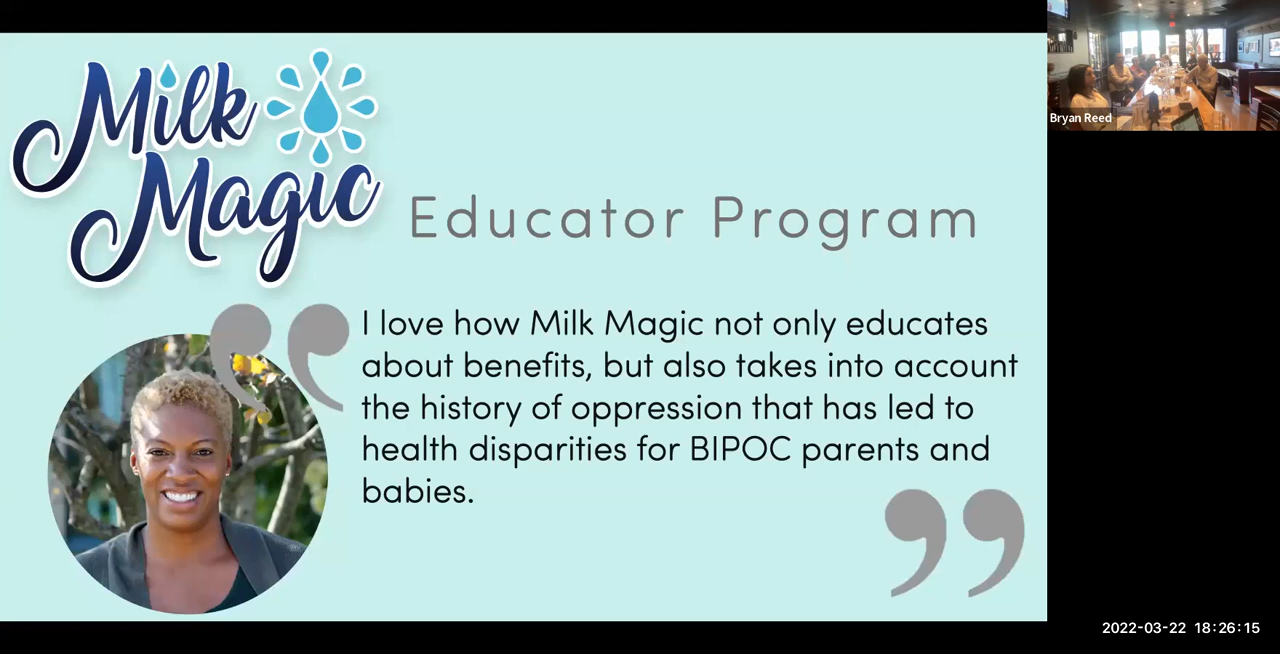 Milk
Magic
Educator Program
“
I love how Milk Magic not only educates
about benefits, but also takes into account
the history of oppression that has led to
health disparities for BIPOC parents and
babies.
”
Bryan Reed
2022-03-22 18:26:15